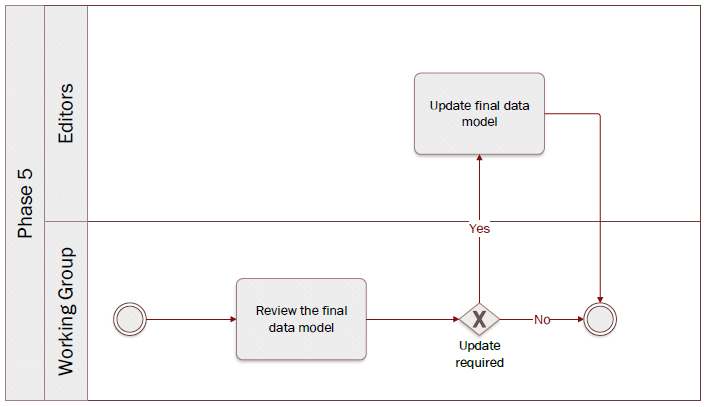 Phase 5
Editors
Working Group
Update final data
model
Yes
Review the final
data model
X
No
Update
required